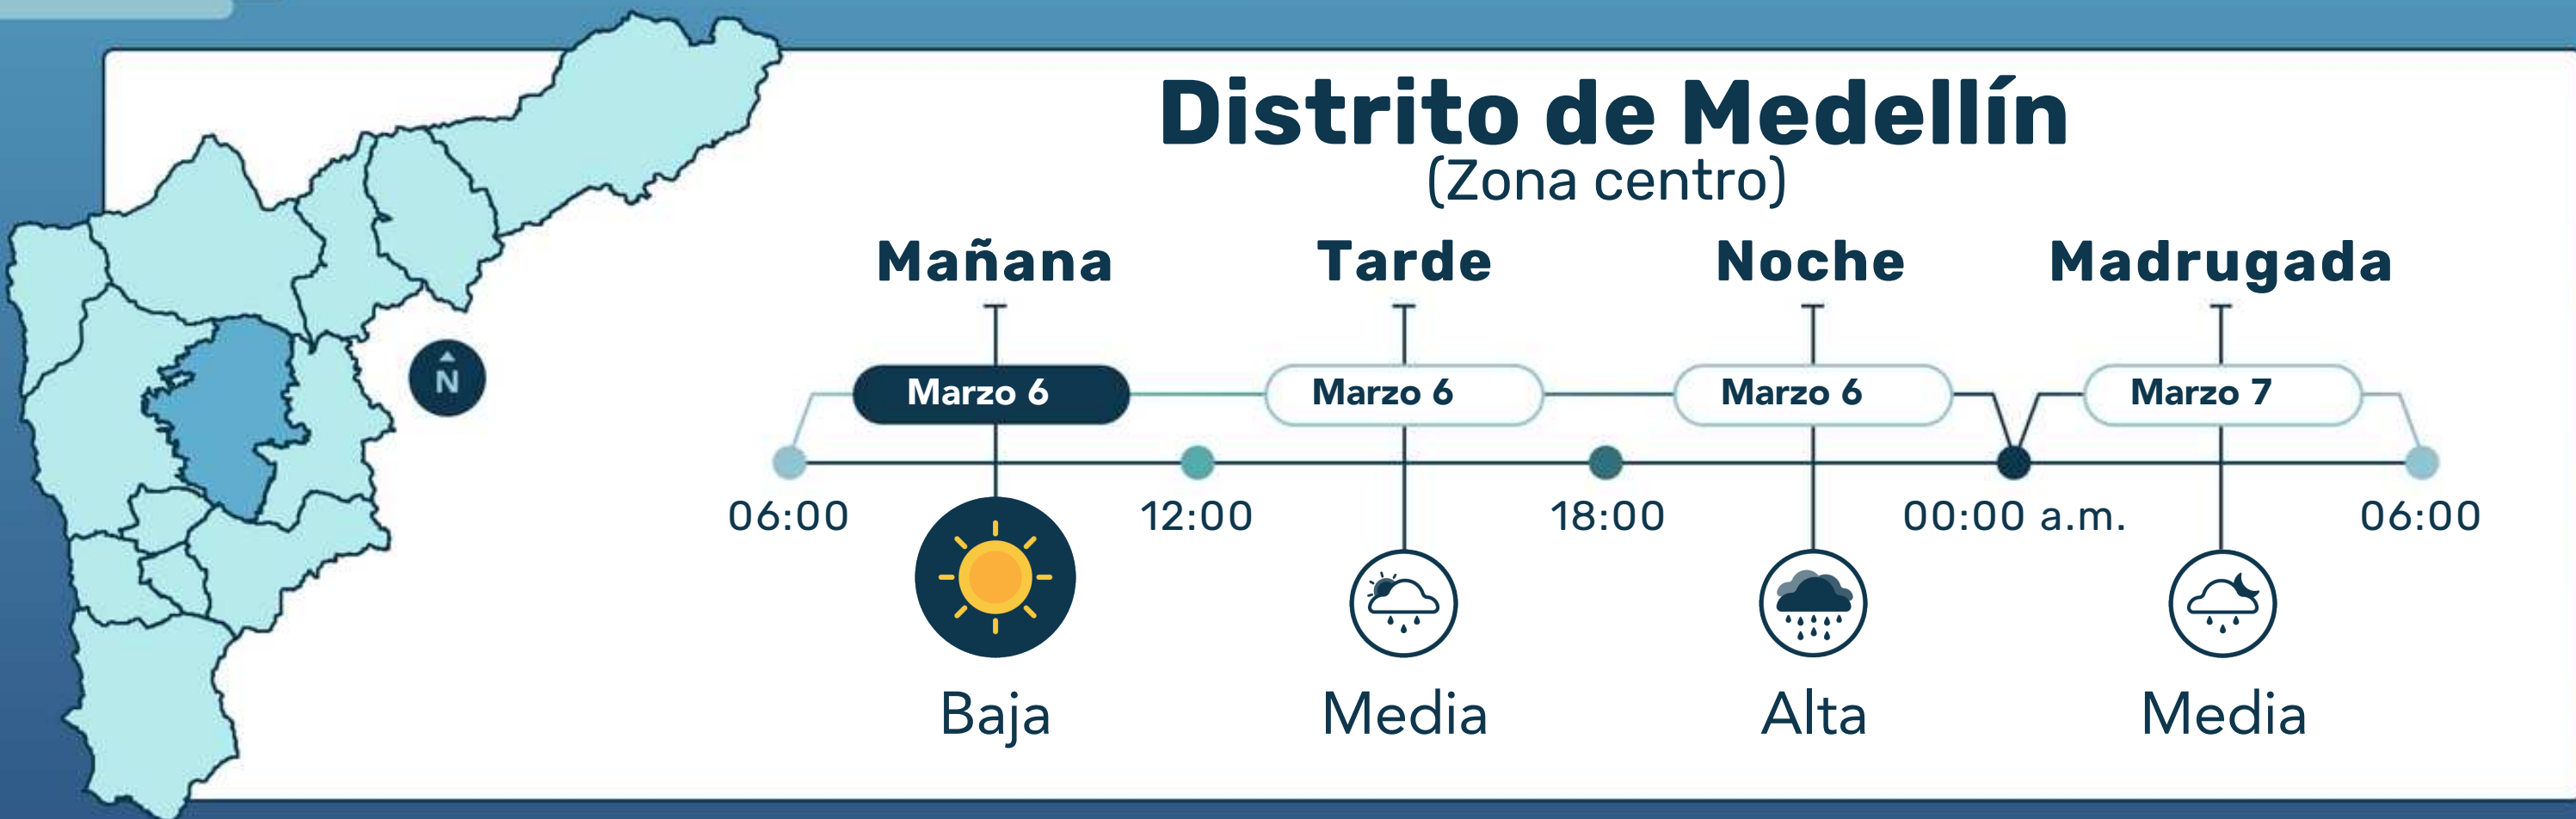 Distrito de Medellín
(Zona centro)
Mañana Tarde Noche Madrugada
N
Marzo 6 Marzo 6 Marzo 6 Marzo 7
06:00 12:00 18:00 00:00 a.m. 06:00
Baja Media Alta Media